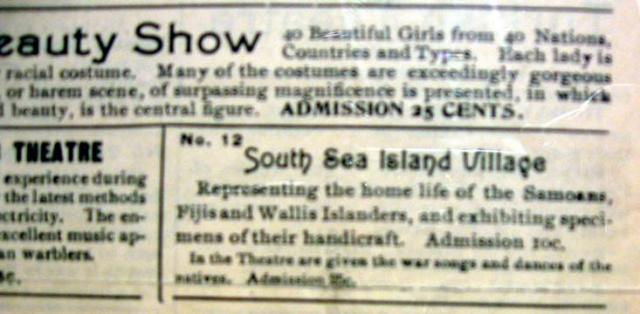 eauty Show
40 Beautiful Girls from 40 Nations,
Countries and Types. Each lady is
racial costume. Many of the costumes are exceedingly gorgeous
or harem scene, of surpassing magnificence is presented, in which
beauty, is the central figure. ADMISSION 25 CENTS.
THEATRE
experience during
the latest methods
ctricity. The en-
xcellent music ap-
an warblers.
No. 12
South Sea Island Village
Representing the home life of the Samoans,
Fijis and Wallis Islanders, and exhibiting speci-
mens of their handicraft. Admission 10c.
In the Theatre are given the war songs and dances of the
natives. Admission